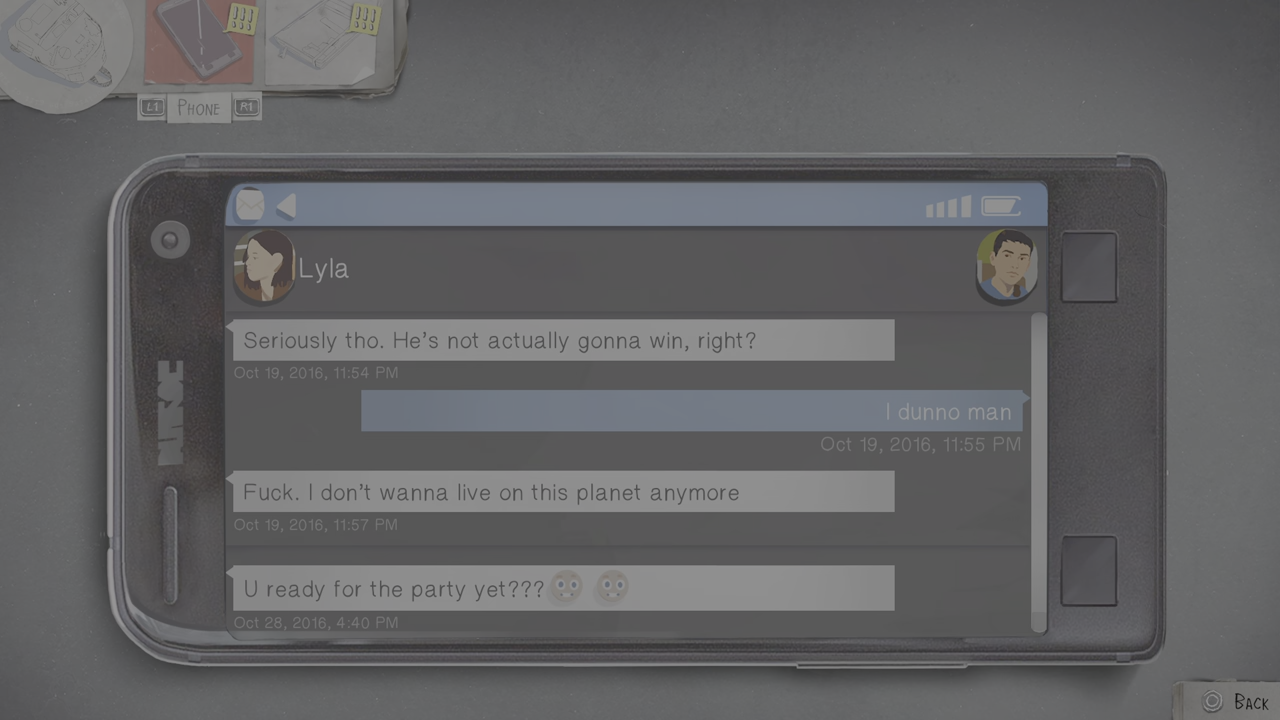 L1 PHONE R1
Lyla
Seriously tho. He's not actually gonna win, right?
Oct 19, 2016, 11:54 PM
I dunno man
Oct 19, 2016, 11:55 PM
Fuck. I don't wanna live on this planet anymore
Oct 19, 2016, 11:57 PM
U ready for the party yet???
Oct 28, 2016, 4:40 PM
BACK